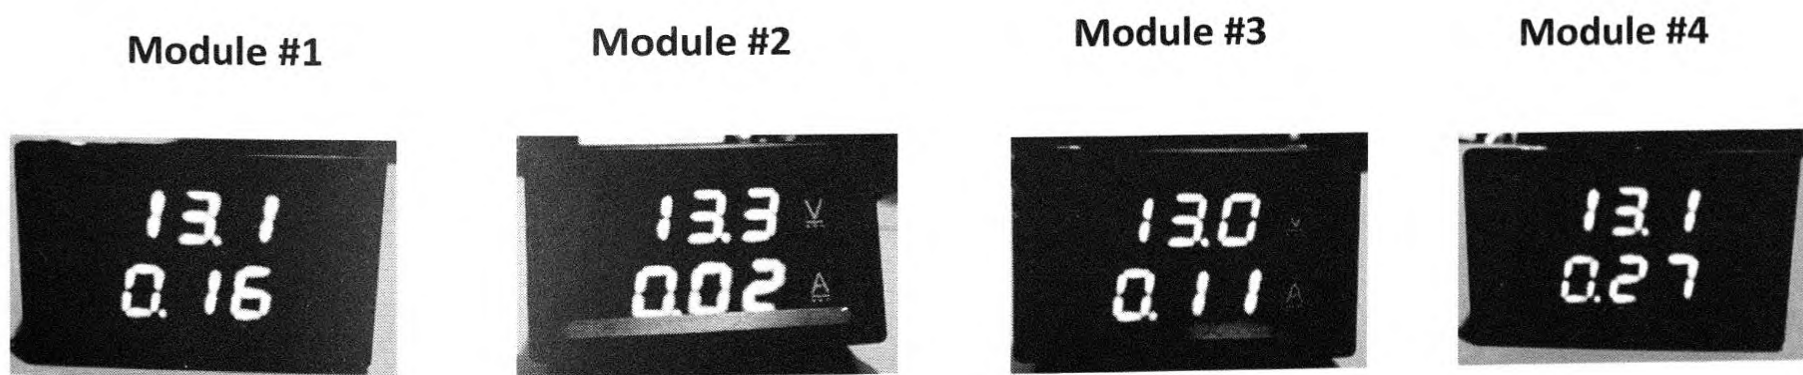 Module #1
Module #2
Module #3
Module #4
13.1
0.16
13.3 V
0.02 A
13.0 V
0.11 A
13.1
0.27